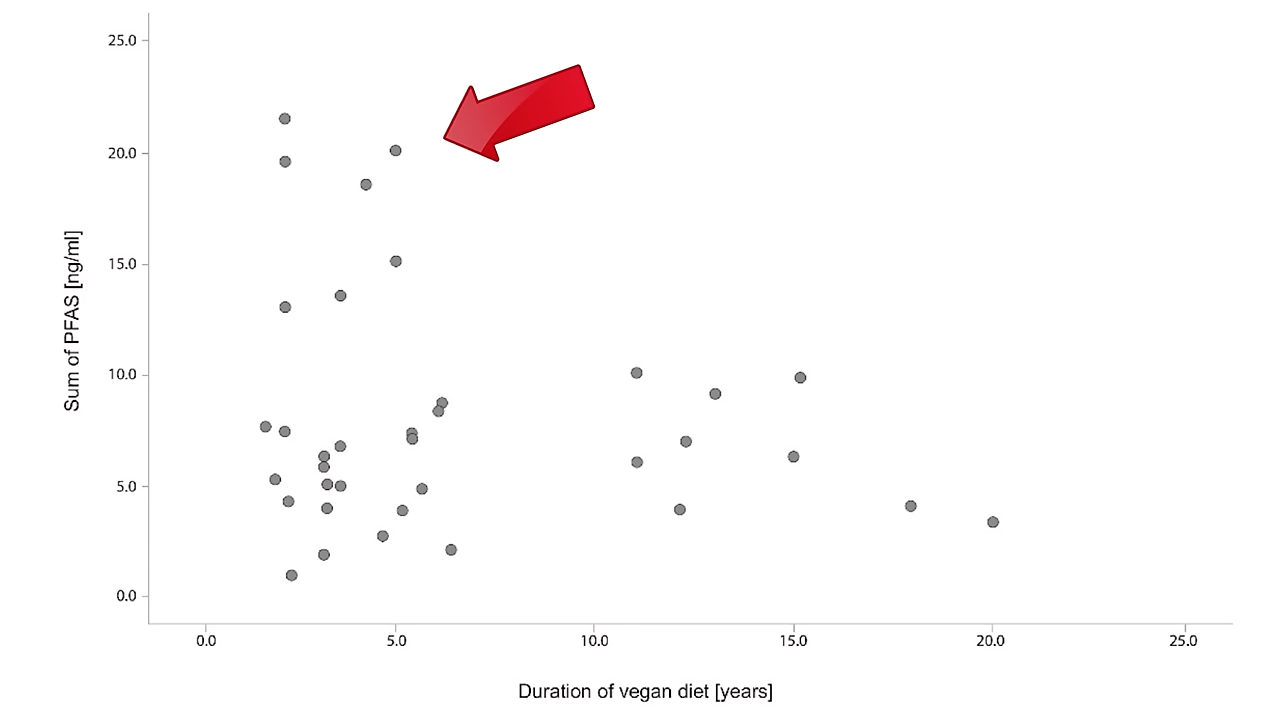 25.0
20.0
15.0
10.0
5.0
0.0
Sum of PFAS [ng/ml]
0.0 5.0 10.0 15.0 20.0 25.0
Duration of vegan diet [years]